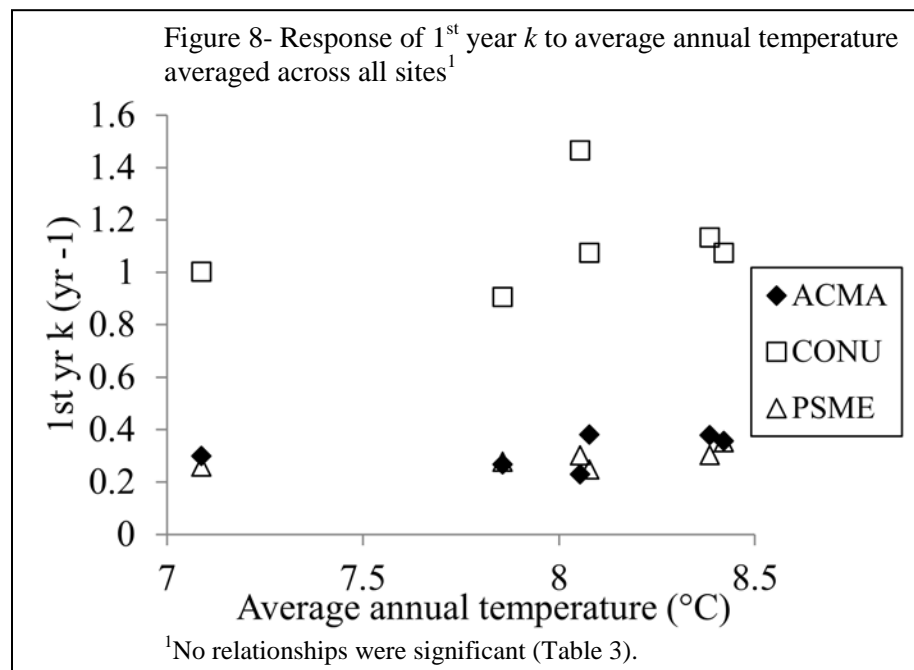 Figure 8- Response of 1st year k to average annual temperature
averaged across all sites1
1.6
1.4
1.2
1
0.8
0.6
0.4
0.2
0
1st yr k (yr -1)
7
7.5
8
8.5
Average annual temperature (°C)
ACMA
CONU
PSME
1No relationships were significant (Table 3).